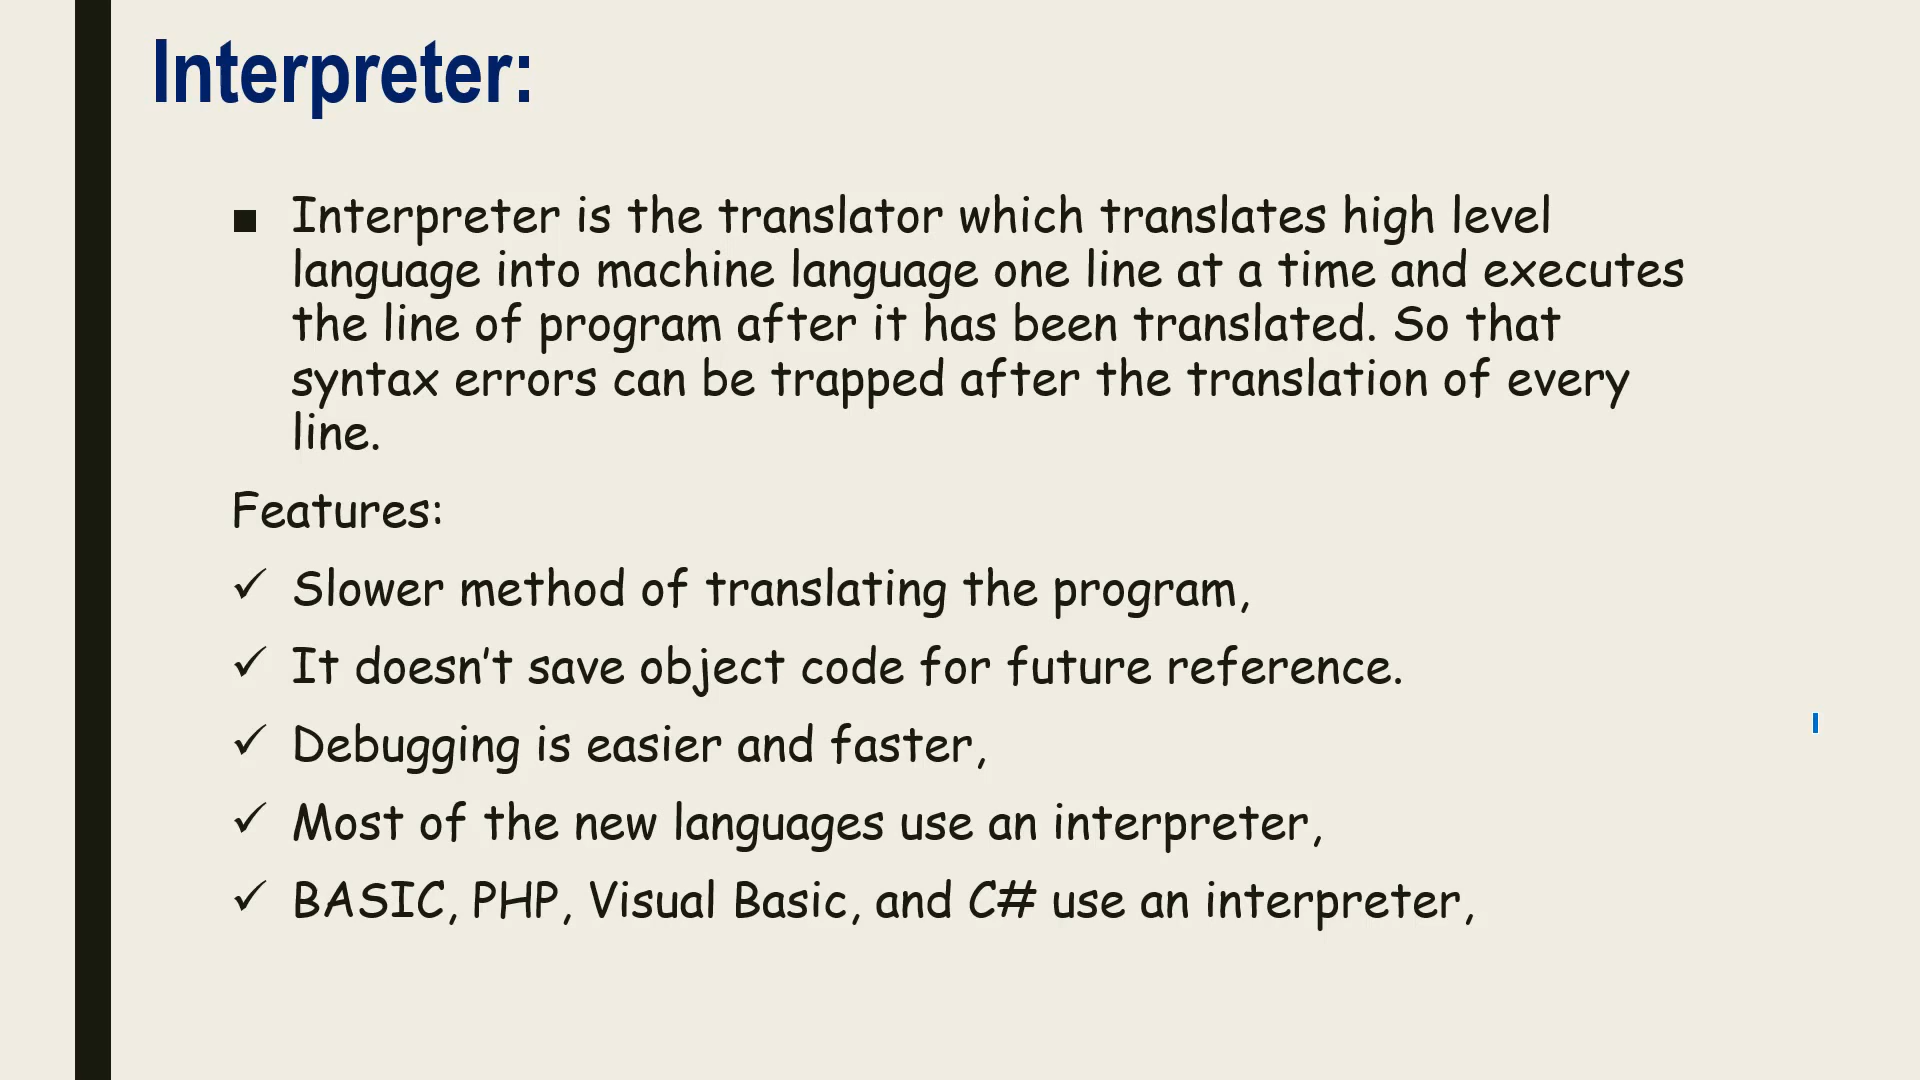 Interpreter:
■ Interpreter is the translator which translates high level
language into machine language one line at a time and executes
the line of program after it has been translated. So that
syntax errors can be trapped after the translation of every
line.
Features:
✓ Slower method of translating the program,
✓ It doesn’t save object code for future reference.
✓ Debugging is easier and faster,
✓ Most of the new languages use an interpreter,
✓ BASIC, PHP, Visual Basic, and C# use an interpreter,